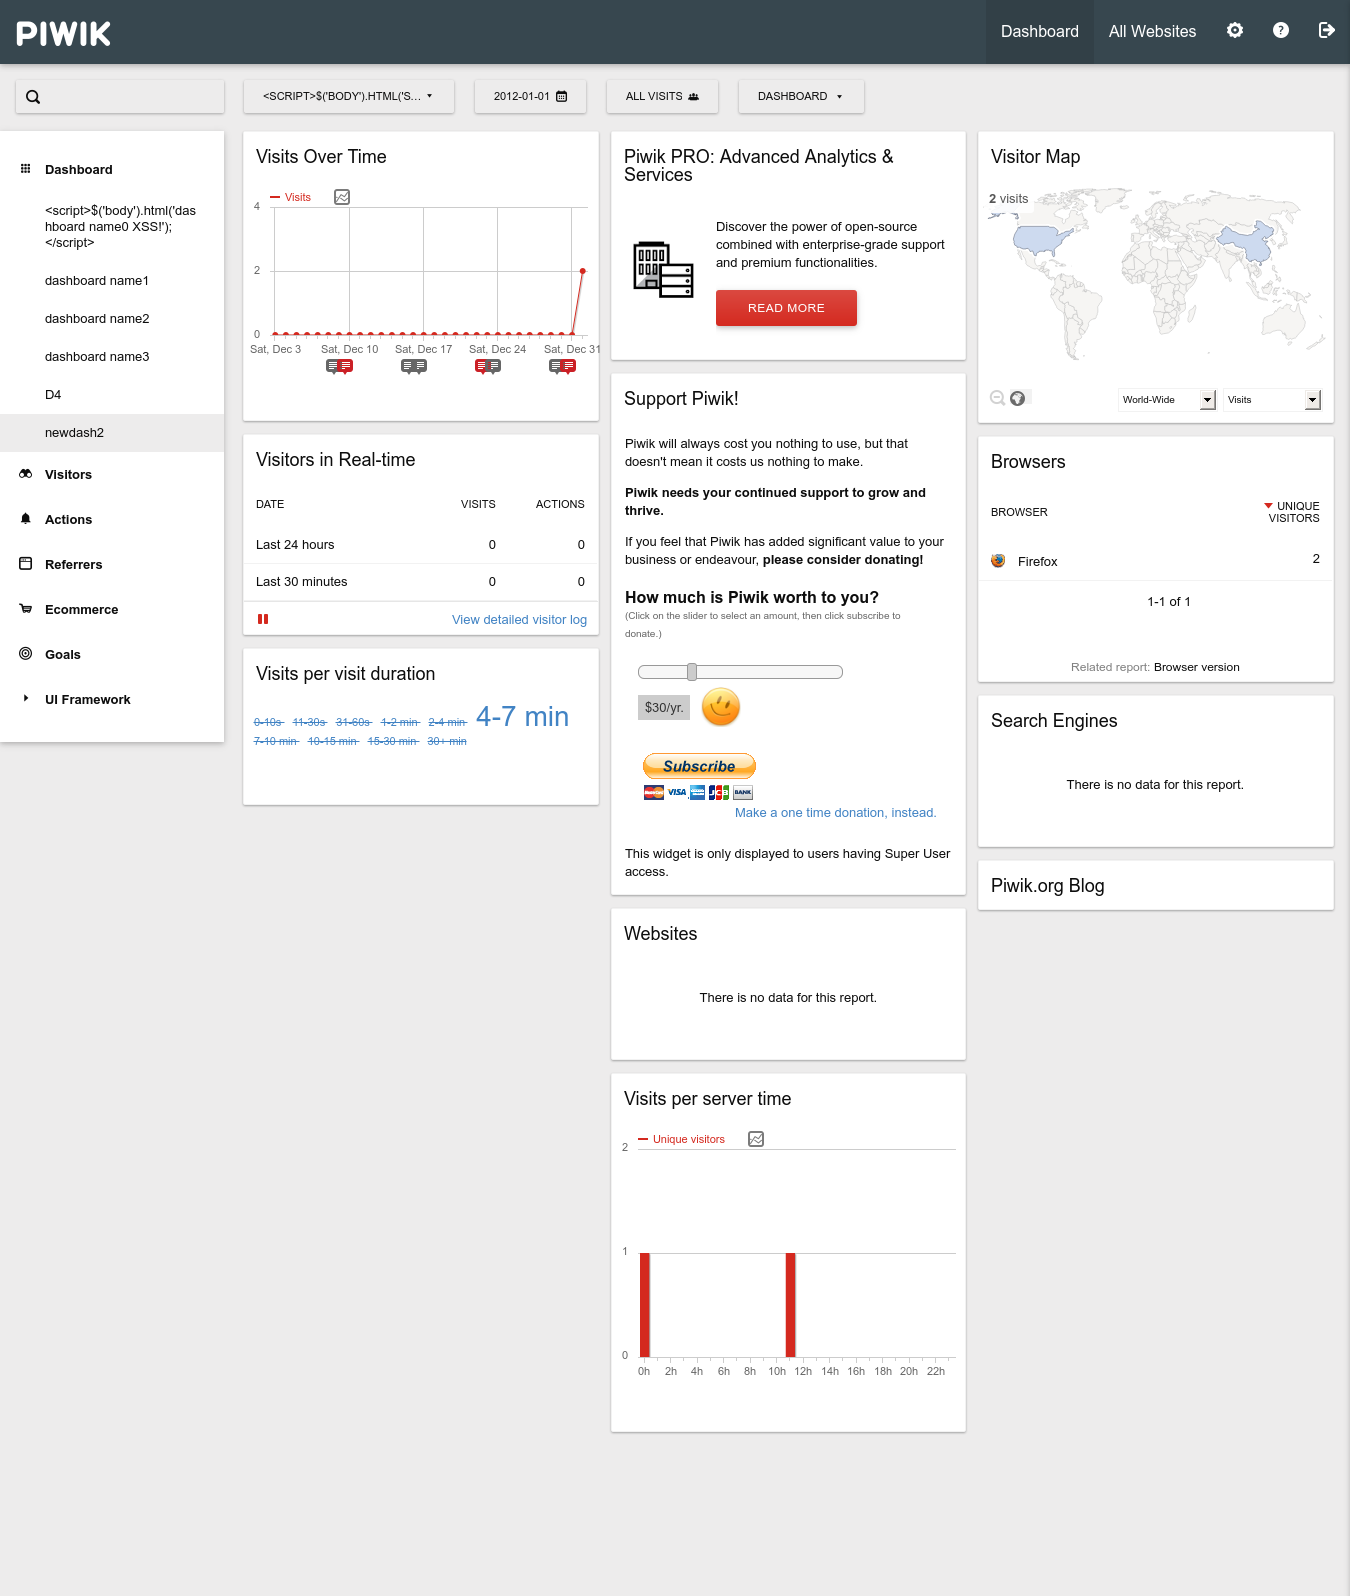 PIWIK
Dashboard
All Websites
<SCRIPT>$('BODY').HTML('S...
2012-01-01
ALL VISITS
DASHBOARD
Dashboard
<script>$('body').html('das
hboard name0 XSS!');
</script>
dashboard name1
dashboard name2
dashboard name3
D4
newdash2
Visitors
Actions
Referrers
Ecommerce
Goals
UI Framework
Visits Over Time
Visits
4
2
0
Sat, Dec 3 Sat, Dec 10 Sat, Dec 17 Sat, Dec 24 Sat, Dec 31
Visitors in Real-time
DATE VISITS ACTIONS
Last 24 hours 0 0
Last 30 minutes 0 0
View detailed visitor log
Visits per visit duration
0-10s 11-30s 31-60s 1-2 min 2-4 min 4-7 min
7-10 min 10-15 min 15-30 min 30+ min
Piwik PRO: Advanced Analytics &
Services
Discover the power of open-source
combined with enterprise-grade support
and premium functionalities.
READ MORE
Support Piwik!
Piwik will always cost you nothing to use, but that
doesn't mean it costs us nothing to make.
Piwik needs your continued support to grow and
thrive.
If you feel that Piwik has added significant value to your
business or endeavour, please consider donating!
How much is Piwik worth to you?
(Click on the slider to select an amount, then click subscribe to
donate.)
$30/yr.
Subscribe
MasterCard VISA JCB BANK
Make a one time donation, instead.
This widget is only displayed to users having Super User
access.
Websites
There is no data for this report.
Visits per server time
Unique visitors
2
1
0
0h 2h 4h 6h 8h 10h 12h 14h 16h 18h 20h 22h
Visitor Map
2 visits
World-Wide
Visits
Browsers
BROWSER
UNIQUE
VISITORS
Firefox 2
1-1 of 1
Related report: Browser version
Search Engines
There is no data for this report.
Piwik.org Blog